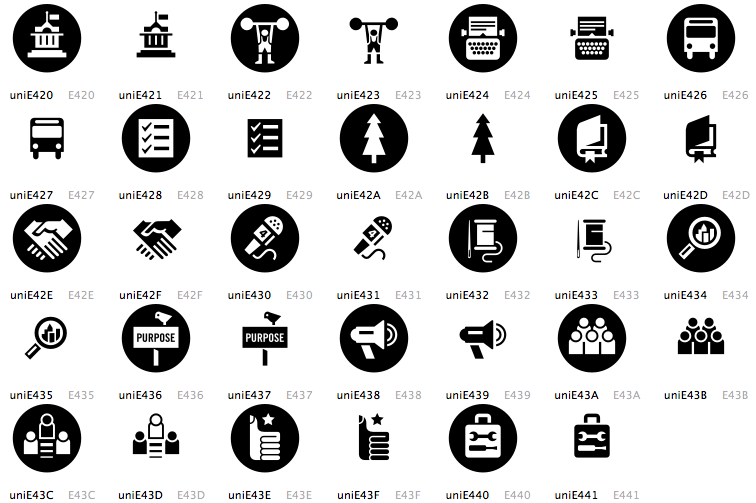 uniE420 E420 uniE421 E421 uniE422 E422 uniE423 E423 uniE424 E424 uniE425 E425 uniE426 E426
uniE427 E427 uniE428 E428 uniE429 E429 uniE42A E42A uniE42B E42B uniE42C E42C uniE42D E42D
4 4
uniE42E E42E uniE42F E42F uniE430 E430 uniE431 E431 uniE432 E432 uniE433 E433 uniE434 E434
PURPOSE PURPOSE
uniE435 E435 uniE436 E436 uniE437 E437 uniE438 E438 uniE439 E439 uniE43A E43A uniE43B E43B
uniE43C E43C uniE43D E43D uniE43E E43E uniE43F E43F uniE440 E440 uniE441 E441